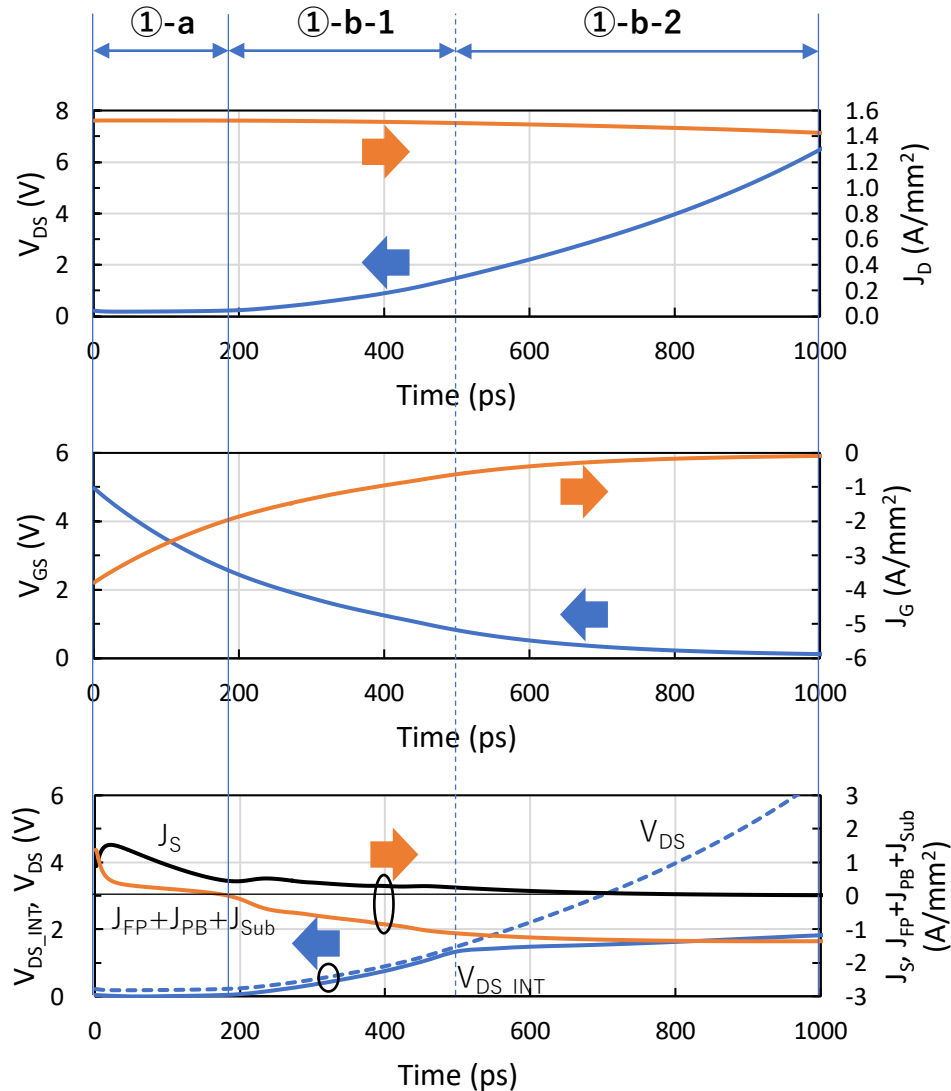 ①-a ①-b-1 ①-b-2
8 1.6
1.4
6 1.2
1.0
4 0.8
0.6
2 0.4
0.2
0 0.0
V_DS (V)
J_D (A/mm²)
0 200 400 600 800 1000
Time (ps)
6 0
-1
4 -2
-3
2 -4
-5
0 -6
V_GS (V)
J_G (A/mm²)
0 200 400 600 800 1000
Time (ps)
6 3
2
4 1
0
2 -1
-2
0 -3
V_DS_INT, V_DS (V)
J_S, J_FP+J_PB+J_Sub
(A/mm²)
J_S
V_DS
J_FP+J_PB+J_Sub
V_DS_INT
0 200 400 600 800 1000
Time (ps)